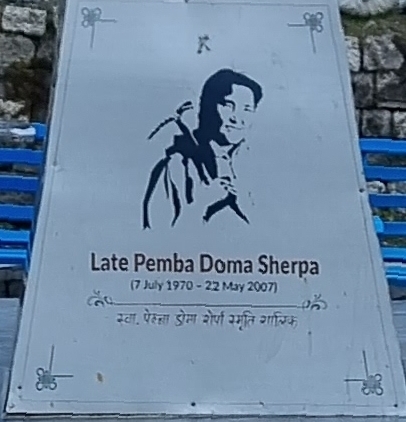 Late Pemba Doma Sherpa
(7 July 1970 - 22 May 2007)
स्व. पेम्बा डोमा शेर्पा स्मृति शालिक